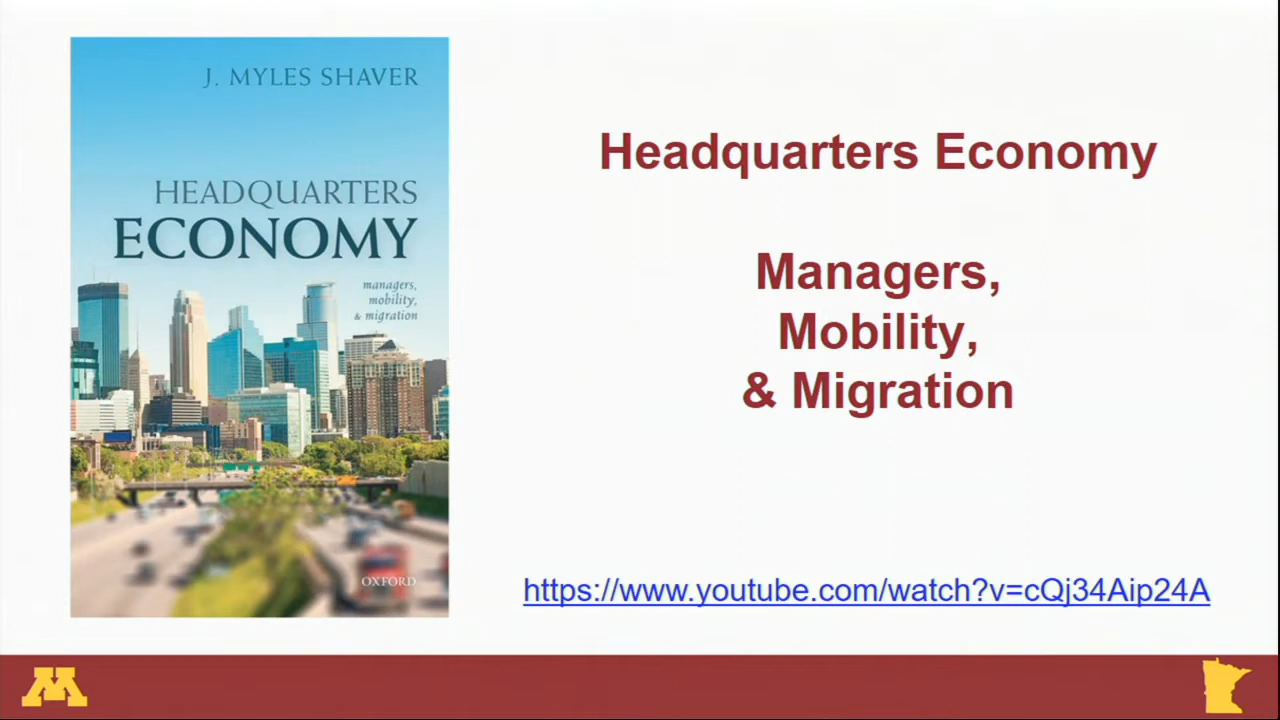 J. MYLES SHAVER
HEADQUARTERS
ECONOMY
managers,
mobility,
& migration
OXFORD
Headquarters Economy
Managers,
Mobility,
& Migration
https://www.youtube.com/watch?v=cQj34Aip24A
M